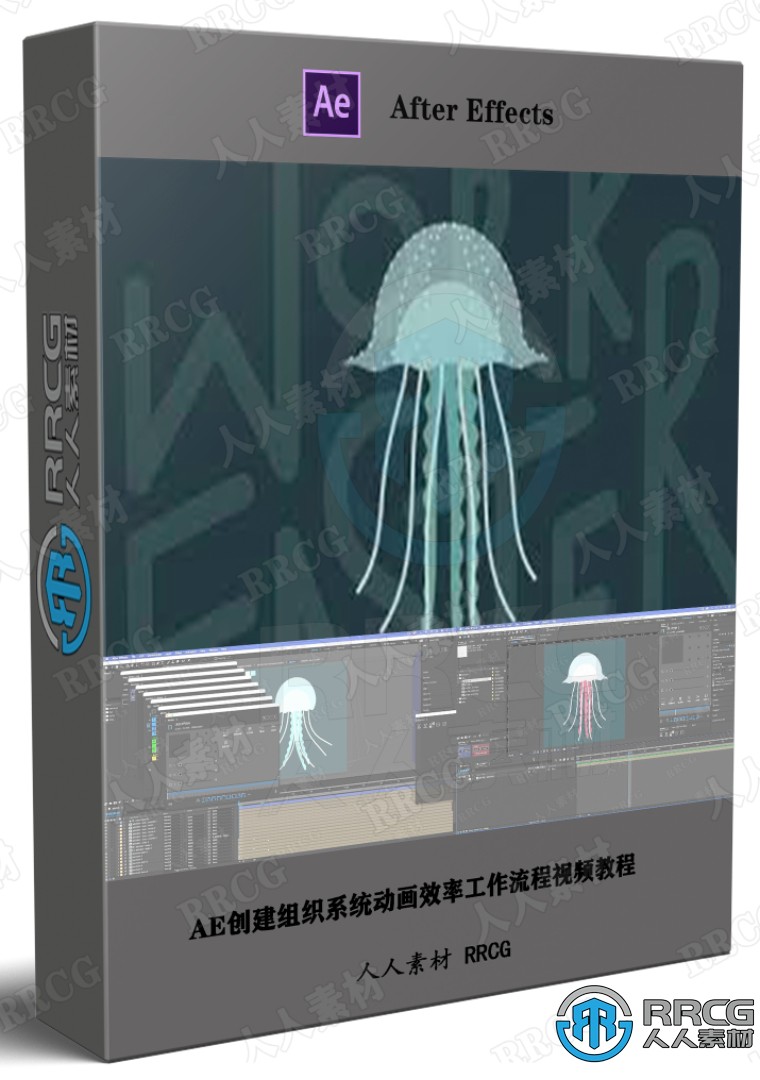 Ae After Effects
WORK
FASTER
RRCG
人人素材
AE创建组织系统动画效率工作流程视频教程
人人素材 RRCG
RRCG
人人素材